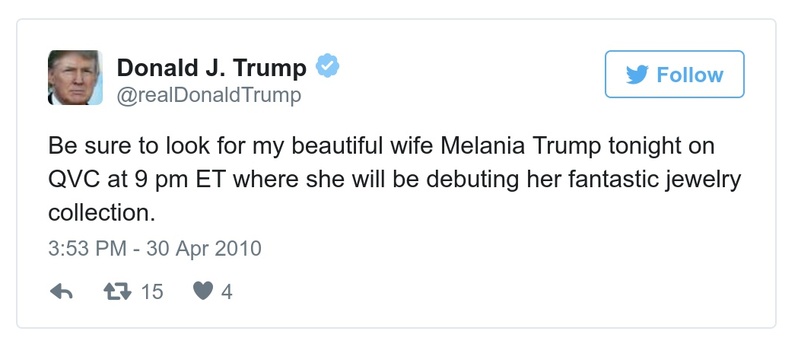 Donald J. Trump
@realDonaldTrump
Follow
Be sure to look for my beautiful wife Melania Trump tonight on
QVC at 9 pm ET where she will be debuting her fantastic jewelry
collection.
3:53 PM - 30 Apr 2010
15 4